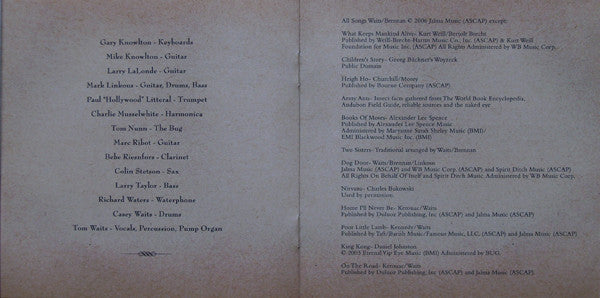 Gary Knowlton - Keyboards
Mike Knowlton - Guitar
Larry LaLonde - Guitar
Mark Linkous - Guitar, Drums, Bass
Paul "Hollywood" Litteral - Trumpet
Charlie Musselwhite - Harmonica
Tom Nunn - The Bug
Marc Ribot - Guitar
Bebe Riesnfors - Clarinet
Colin Stetson - Sax
Larry Taylor - Bass
Richard Waters - Waterphone
Casey Waits - Drums
Tom Waits - Vocals, Percussion, Pump Organ
All Songs Waits/Brennan © 2006 Jalma Music (ASCAP) except:
What Keeps Mankind Alive- Kurt Weill/Bertolt Brecht
Published by Weill-Brecht-Harms Music Co., Inc. (ASCAP) & Kurt Weill
Foundation for Music Inc. (ASCAP) All Rights Administered by WB Music Corp.
Children's Story- Georg Büchner's Woyzeck
Public Domain
Heigh Ho- Churchill/Morey
Published by Bourne Company (ASCAP)
Army Ants- Insect facts gathered from The World Book Encyclopedia,
Audubon Field Guide, reliable sources and the naked eye
Books Of Moses- Alexander Lee Spence
Published by Alexander Lee Spence Music
Administered by Maryanne Sarah Shirley Music (BMI)
EMI Blackwood Music Inc. (BMI)
Two Sisters- Traditional arranged by Waits/Brennan
Dog Door- Waits/Brennan/Linkous
Jalma Music (ASCAP) and WB Music Corp. (ASCAP) and Spirit Ditch Music (ASCAP)
All Rights On Behalf Of Itself and Spirit Ditch Music Administered by WB Music Corp.
Nirvana- Charles Bukowski
Used by permission.
Home I'll Never Be- Kerouac/Waits
Published by Dulouz Publishing, Inc (ASCAP) and Jalma Music (ASCAP)
Poor Little Lamb- Kennedy/Waits
Published by Music/Famous Music, LLC, (ASCAP) and Jalma Music (ASCAP)
King Kong- Daniel Johnston
© 2003 Eternal Yip Eye Music (BMI) Administered by BUG.
On The Road- Kerouac/Waits
Published by Dulouz Publishing, Inc (ASCAP) and Jalma Music (ASCAP).